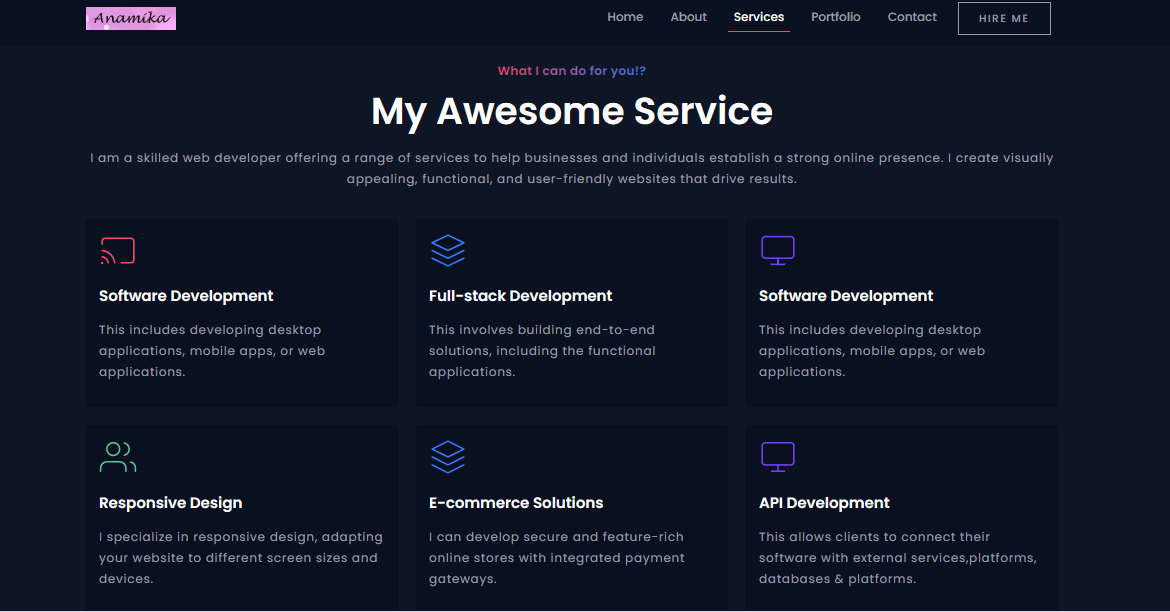 Anamika
Home About Services Portfolio Contact HIRE ME
What I can do for you!?
My Awesome Service
I am a skilled web developer offering a range of services to help businesses and individuals establish a strong online presence. I create visually
appealing, functional, and user-friendly websites that drive results.
Software Development
This includes developing desktop
applications, mobile apps, or web
applications.
Full-stack Development
This involves building end-to-end
solutions, including the functional
applications.
Software Development
This includes developing desktop
applications, mobile apps, or web
applications.
Responsive Design
I specialize in responsive design, adapting
your website to different screen sizes and
devices.
E-commerce Solutions
I can develop secure and feature-rich
online stores with integrated payment
gateways.
API Development
This allows clients to connect their
software with external services,platforms,
databases & platforms.